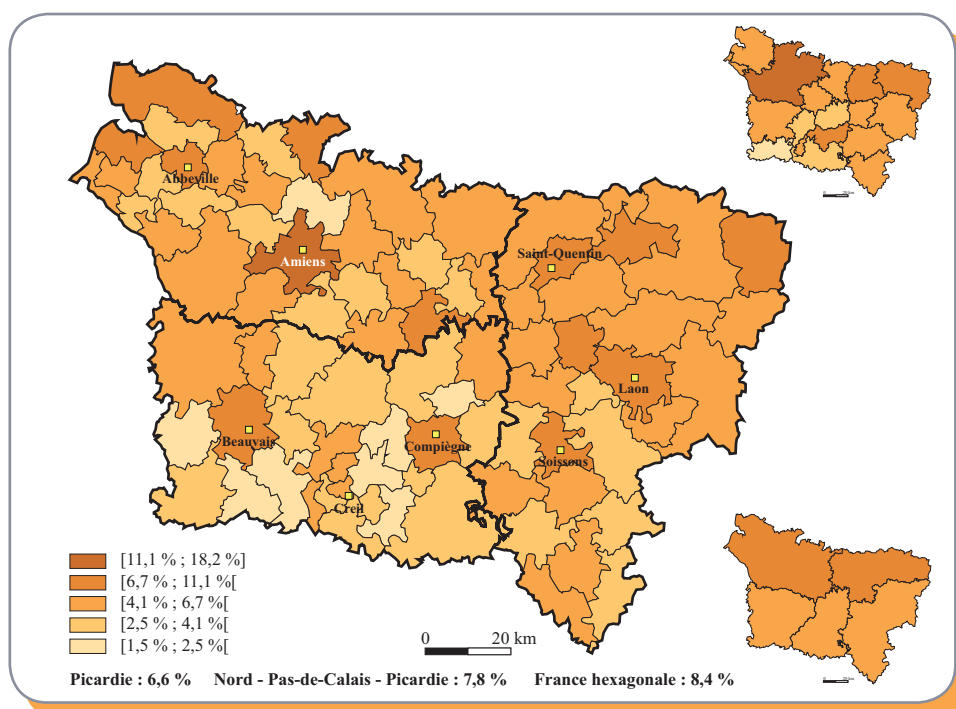 Abbeville
Amiens
Saint-Quentin
Laon
Beauvais
Compiègne
Soissons
Creil
[11,1 % ; 18,2 %]
[6,7 % ; 11,1 %[
[4,1 % ; 6,7 %[
[2,5 % ; 4,1 %[
[1,5 % ; 2,5 %[
0 20 km
Picardie : 6,6 % Nord - Pas-de-Calais - Picardie : 7,8 % France hexagonale : 8,4 %